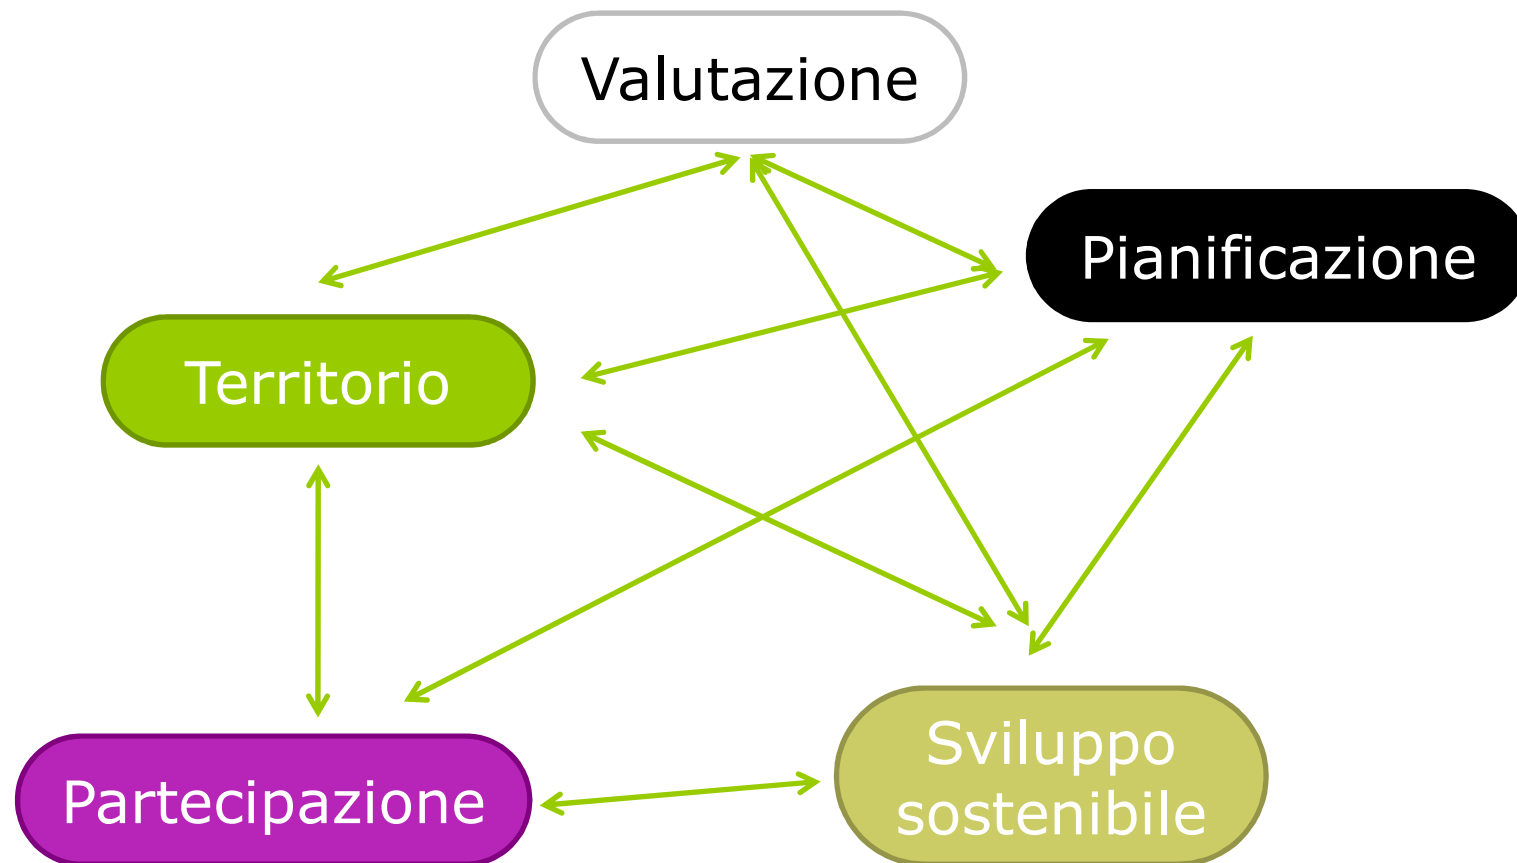 Valutazione
Pianificazione
Territorio
Sviluppo
sostenibile
Partecipazione